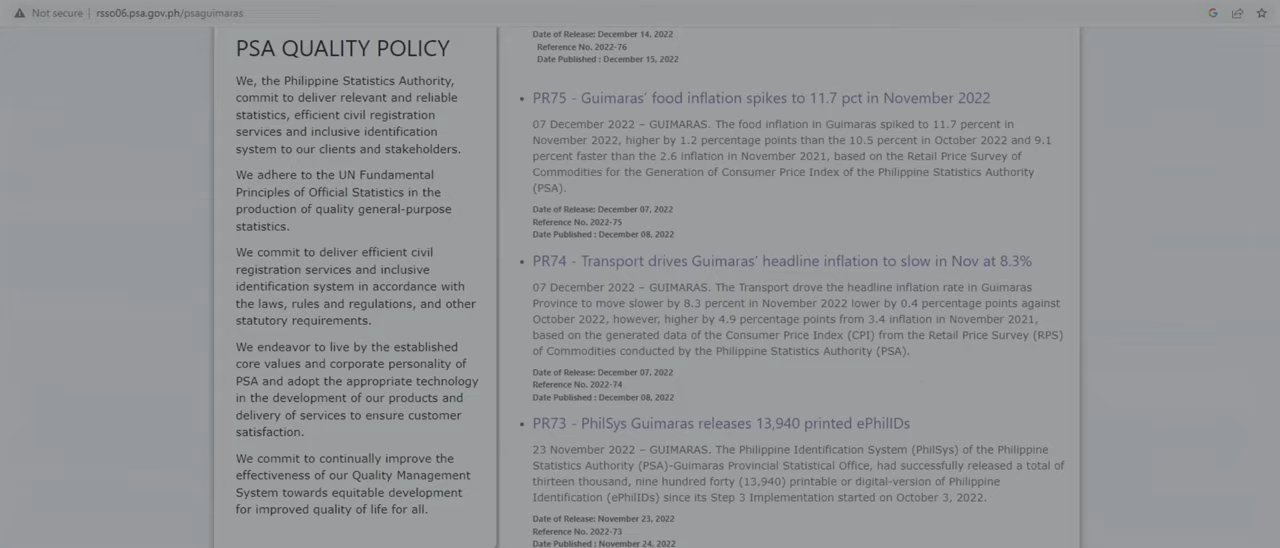 Not secure | rsso06.psa.gov.ph/psaguimaras
PSA QUALITY POLICY
We, the Philippine Statistics Authority,
commit to deliver relevant and reliable
statistics, efficient civil registration
services and inclusive identification
system to our clients and stakeholders.
We adhere to the UN Fundamental
Principles of Official Statistics in the
production of quality general-purpose
statistics.
We commit to deliver efficient civil
registration services and inclusive
identification system in accordance with
the laws, rules and regulations, and other
statutory requirements.
We endeavor to live by the established
core values and corporate personality of
PSA and adopt the appropriate technology
in the development of our products and
delivery of services to ensure customer
satisfaction.
We commit to continually improve the
effectiveness of our Quality Management
System towards equitable development
for improved quality of life for all.
Date of Release: December 14, 2022
Reference No. 2022-76
Date Published : December 15, 2022
• PR75 - Guimaras' food inflation spikes to 11.7 pct in November 2022
07 December 2022 – GUIMARAS. The food inflation in Guimaras spiked to 11.7 percent in
November 2022, higher by 1.2 percentage points than the 10.5 percent in October 2022 and 9.1
percent faster than the 2.6 inflation in November 2021, based on the Retail Price Survey of
Commodities for the Generation of Consumer Price Index of the Philippine Statistics Authority
(PSA).
Date of Release: December 07, 2022
Reference No. 2022-75
Date Published : December 08, 2022
• PR74 - Transport drives Guimaras' headline inflation to slow in Nov at 8.3%
07 December 2022 – GUIMARAS. The Transport drove the headline inflation rate in Guimaras
Province to move slower by 8.3 percent in November 2022 lower by 0.4 percentage points against
October 2022, however, higher by 4.9 percentage points from 3.4 inflation in November 2021,
based on the generated data of the Consumer Price Index (CPI) from the Retail Price Survey (RPS)
of Commodities conducted by the Philippine Statistics Authority (PSA).
Date of Release: December 07, 2022
Reference No. 2022-74
Date Published : December 08, 2022
• PR73 - PhilSys Guimaras releases 13,940 printed ePhilIDs
23 November 2022 – GUIMARAS. The Philippine Identification System (PhilSys) of the Philippine
Statistics Authority (PSA)-Guimaras Provincial Statistical Office, had successfully released a total of
thirteen thousand, nine hundred forty (13,940) printable or digital-version of Philippine
Identification (ePhilIDs) since its Step 3 Implementation started on October 3, 2022.
Date of Release: November 23, 2022
Reference No. 2022-73
Date Published : November 24, 2022